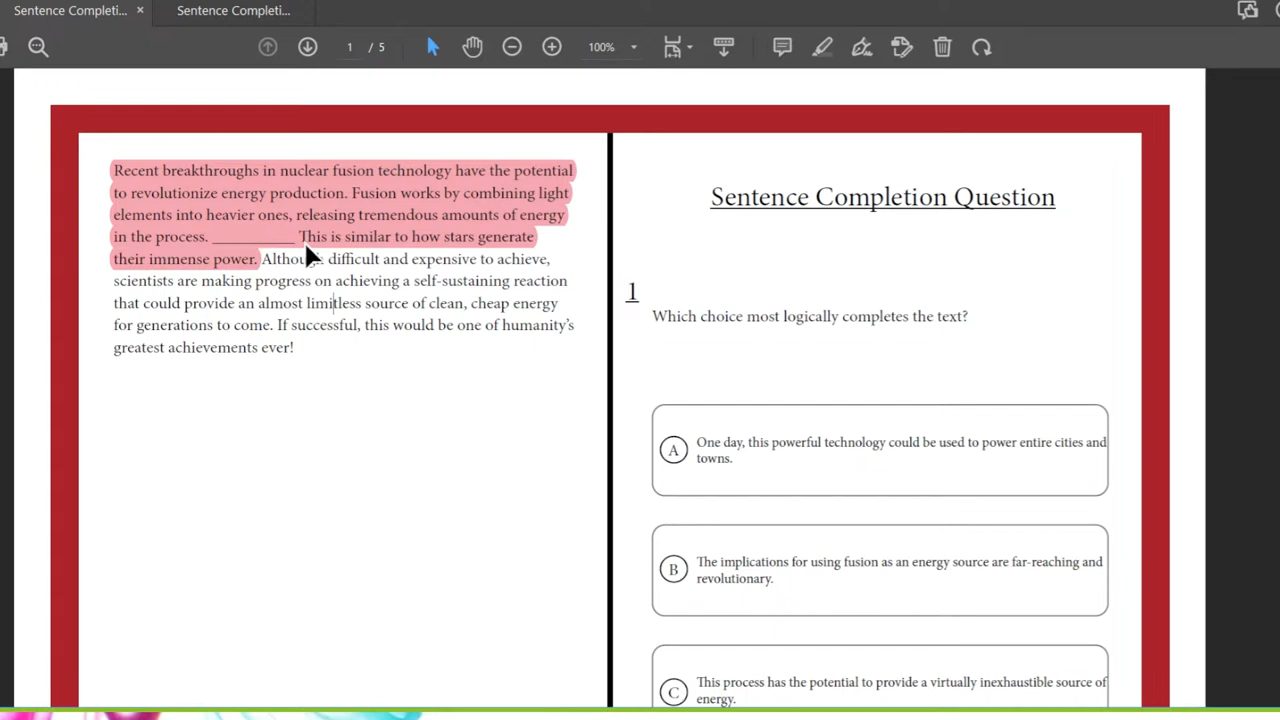 Sentence Completi... ×
Sentence Completi...
1 / 5
100%
Recent breakthroughs in nuclear fusion technology have the potential
to revolutionize energy production. Fusion works by combining light
elements into heavier ones, releasing tremendous amounts of energy
in the process. __________ This is similar to how stars generate
their immense power. Although difficult and expensive to achieve,
scientists are making progress on achieving a self-sustaining reaction
that could provide an almost limitless source of clean, cheap energy
for generations to come. If successful, this would be one of humanity's
greatest achievements ever!
Sentence Completion Question
1
Which choice most logically completes the text?
A
One day, this powerful technology could be used to power entire cities and
towns.
B
The implications for using fusion as an energy source are far-reaching and
revolutionary.
C
This process has the potential to provide a virtually inexhaustible source of
energy.